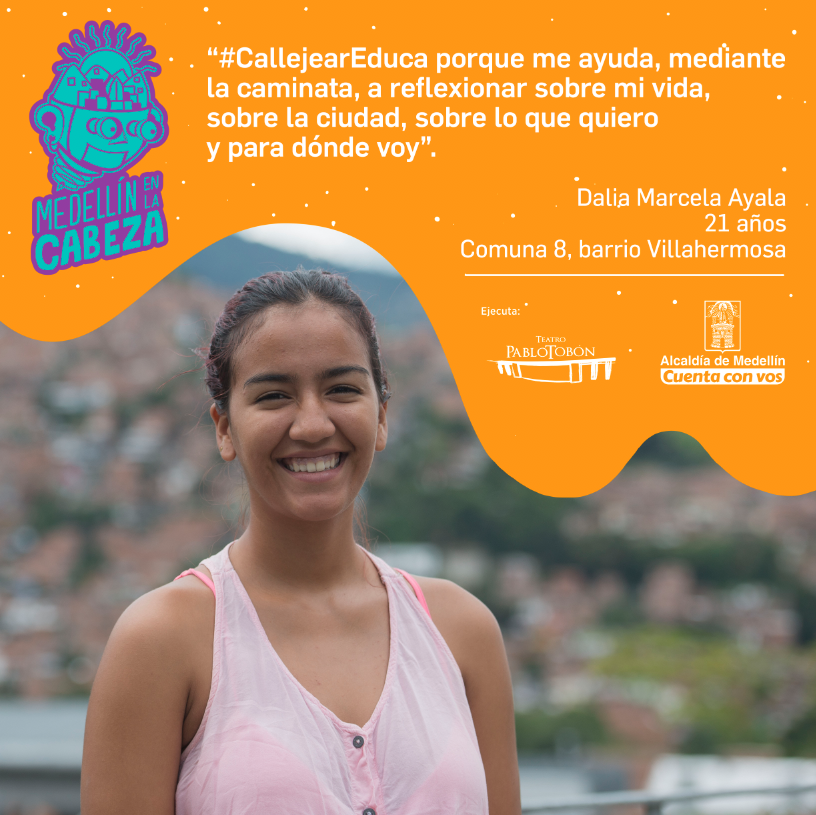 “#CallejearEduca porque me ayuda, mediante
la caminata, a reflexionar sobre mi vida,
sobre la ciudad, sobre lo que quiero
y para dónde voy”.
MEDELLÍN EN
LA
CABEZA
Dalia Marcela Ayala
21 años
Comuna 8, barrio Villahermosa
Ejecuta:
TEATRO
PABLOTOBÓN
Alcaldía de Medellín
Cuenta con vos